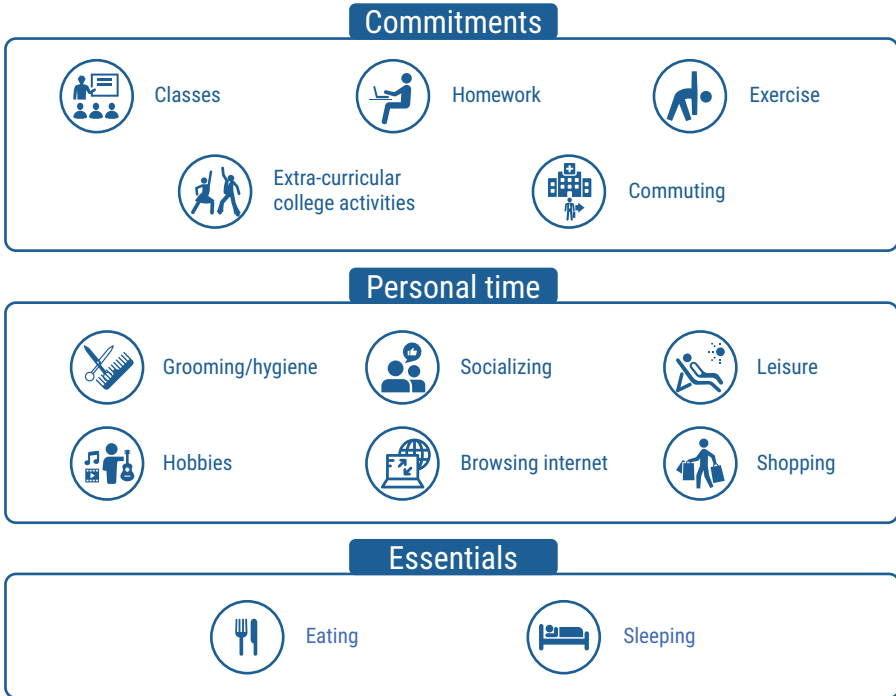 Commitments
Classes
Homework
Exercise
Extra-curricular
college activities
Commuting
Personal time
Grooming/hygiene
Socializing
Leisure
Hobbies
Browsing internet
Shopping
Essentials
Eating
Sleeping